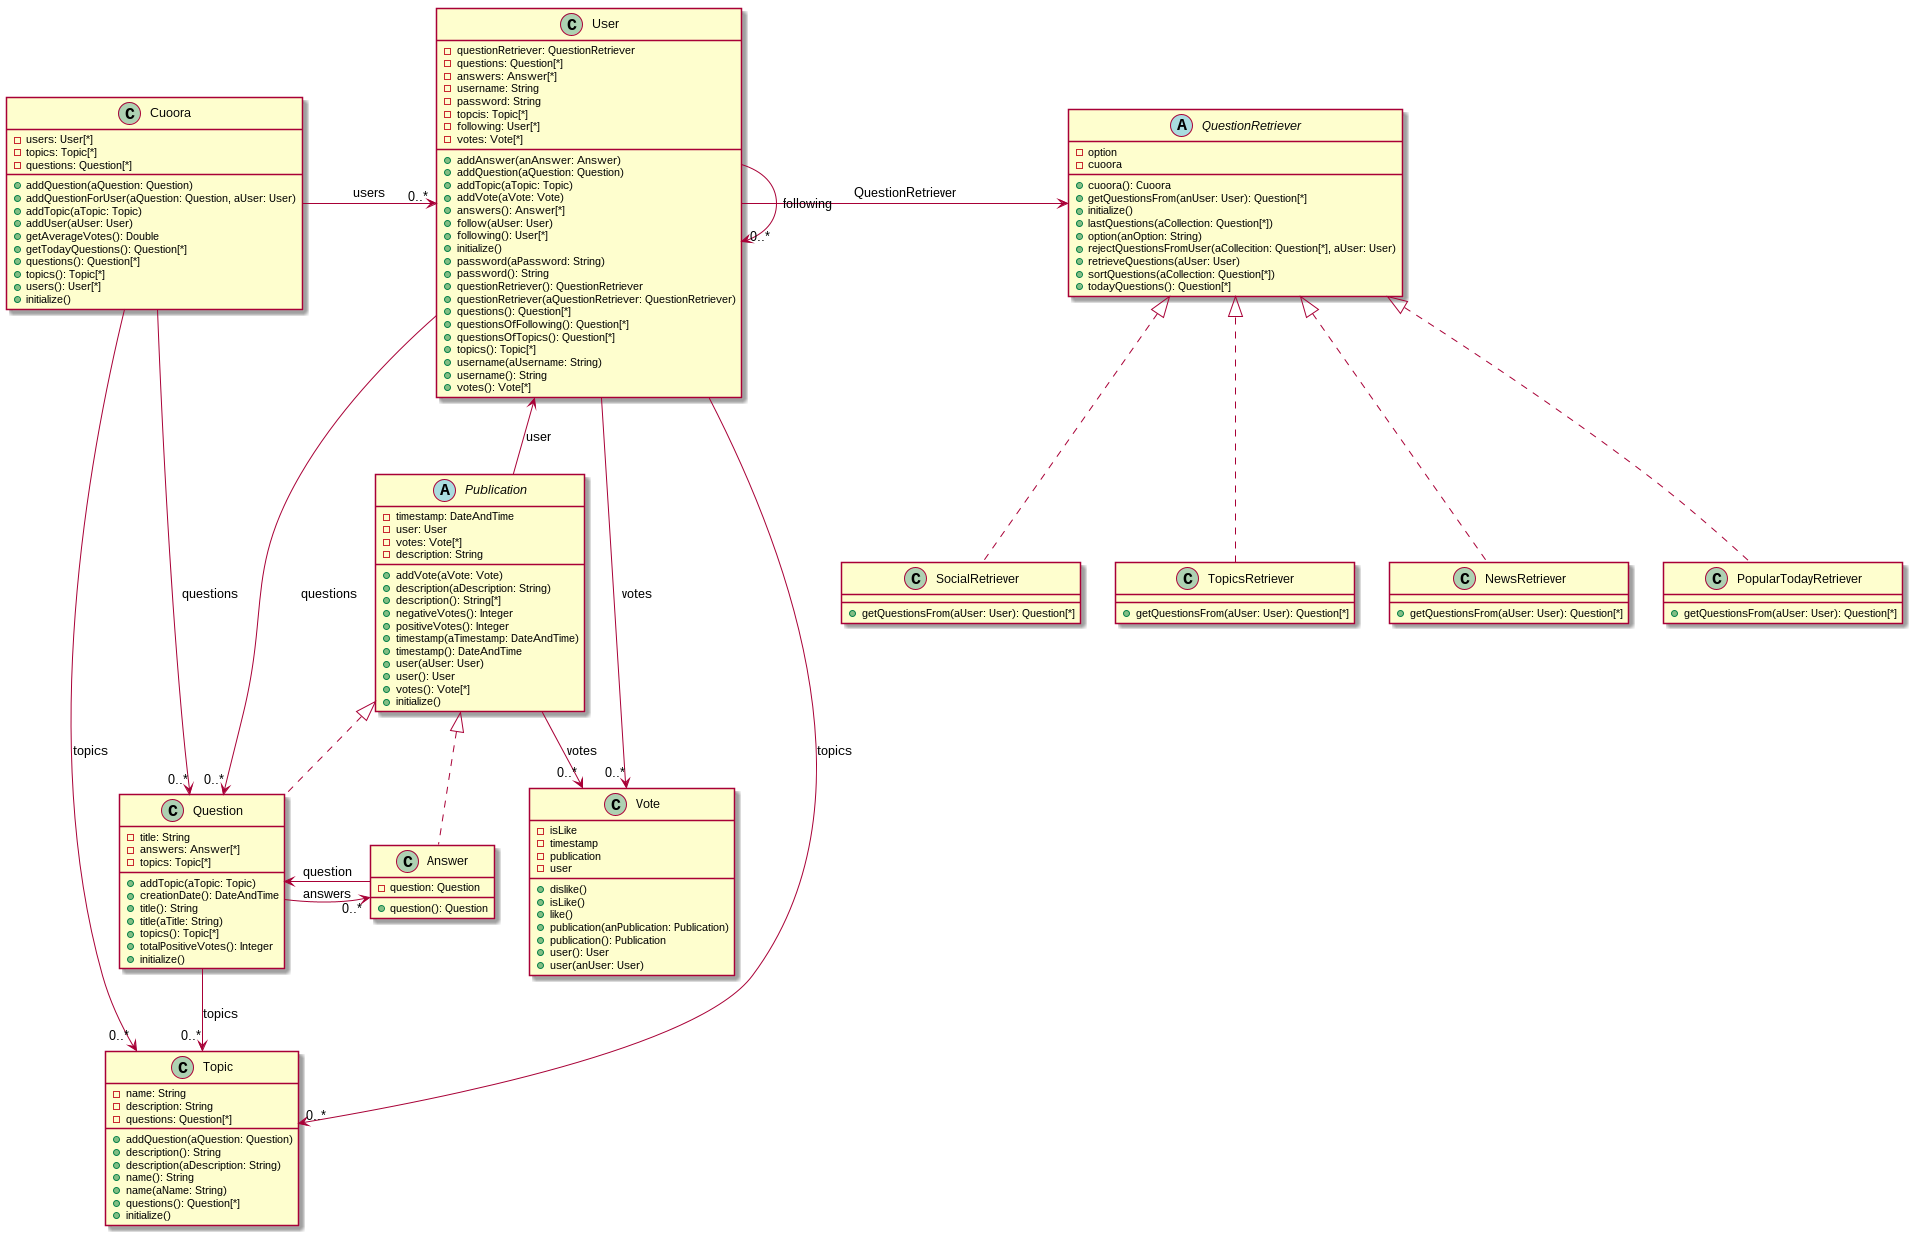 C User
questionRetriever: QuestionRetriever
questions: Question[*]
answers: Answer[*]
username: String
password: String
topcis: Topic[*]
following: User[*]
votes: Vote[*]
addAnswer(anAnswer: Answer)
addQuestion(aQuestion: Question)
addTopic(aTopic: Topic)
addVote(aVote: Vote)
answers(): Answer[*]
follow(aUser: User)
following(): User[*]
initialize()
password(aPassword: String)
password(): String
questionRetriever(): QuestionRetriever
questionRetriever(aQuestionRetriever: QuestionRetriever)
questions(): Question[*]
questionsOfFollowing(): Question[*]
questionsOfTopics(): Question[*]
topics(): Topic[*]
username(aUsername: String)
username(): String
votes(): Vote[*]
C Cuoora
users: User[*]
topics: Topic[*]
questions: Question[*]
addQuestion(aQuestion: Question)
addQuestionForUser(aQuestion: Question, aUser: User)
addTopic(aTopic: Topic)
addUser(aUser: User)
getAverageVotes(): Double
getTodayQuestions(): Question[*]
questions(): Question[*]
topics(): Topic[*]
users(): User[*]
initialize()
users
0..*
following
0..*
QuestionRetriever
A QuestionRetriever
option
cuoora
cuoora(): Cuoora
getQuestionsFrom(anUser: User): Question[*]
initialize()
lastQuestions(aCollection: Question[*])
option(anOption: String)
rejectQuestionsFromUser(aCollecition: Question[*], aUser: User)
retrieveQuestions(aUser: User)
sortQuestions(aCollection: Question[*])
todayQuestions(): Question[*]
user
A Publication
timestamp: DateAndTime
user: User
votes: Vote[*]
description: String
addVote(aVote: Vote)
description(aDescription: String)
description(): String[*]
negativeVotes(): Integer
positiveVotes(): Integer
timestamp(aTimestamp: DateAndTime)
timestamp(): DateAndTime
user(aUser: User)
user(): User
votes(): Vote[*]
initialize()
C SocialRetriever
getQuestionsFrom(aUser: User): Question[*]
C TopicsRetriever
getQuestionsFrom(aUser: User): Question[*]
C NewsRetriever
getQuestionsFrom(aUser: User): Question[*]
C PopularTodayRetriever
getQuestionsFrom(aUser: User): Question[*]
questions
questions
votes
topics
votes
topics
0..*
0..*
0..*
0..*
C Question
title: String
answers: Answer[*]
topics: Topic[*]
addTopic(aTopic: Topic)
creationDate(): DateAndTime
title(): String
title(aTitle: String)
topics(): Topic[*]
totalPositiveVotes(): Integer
initialize()
question
answers
0..*
C Answer
question: Question
question(): Question
C Vote
isLike
timestamp
publication
user
dislike()
isLike()
like()
publication(anPublication: Publication)
publication(): Publication
user(): User
user(anUser: User)
topics
0..*
0..*
0..*
C Topic
name: String
description: String
questions: Question[*]
addQuestion(aQuestion: Question)
description(): String
description(aDescription: String)
name(): String
name(aName: String)
questions(): Question[*]
initialize()